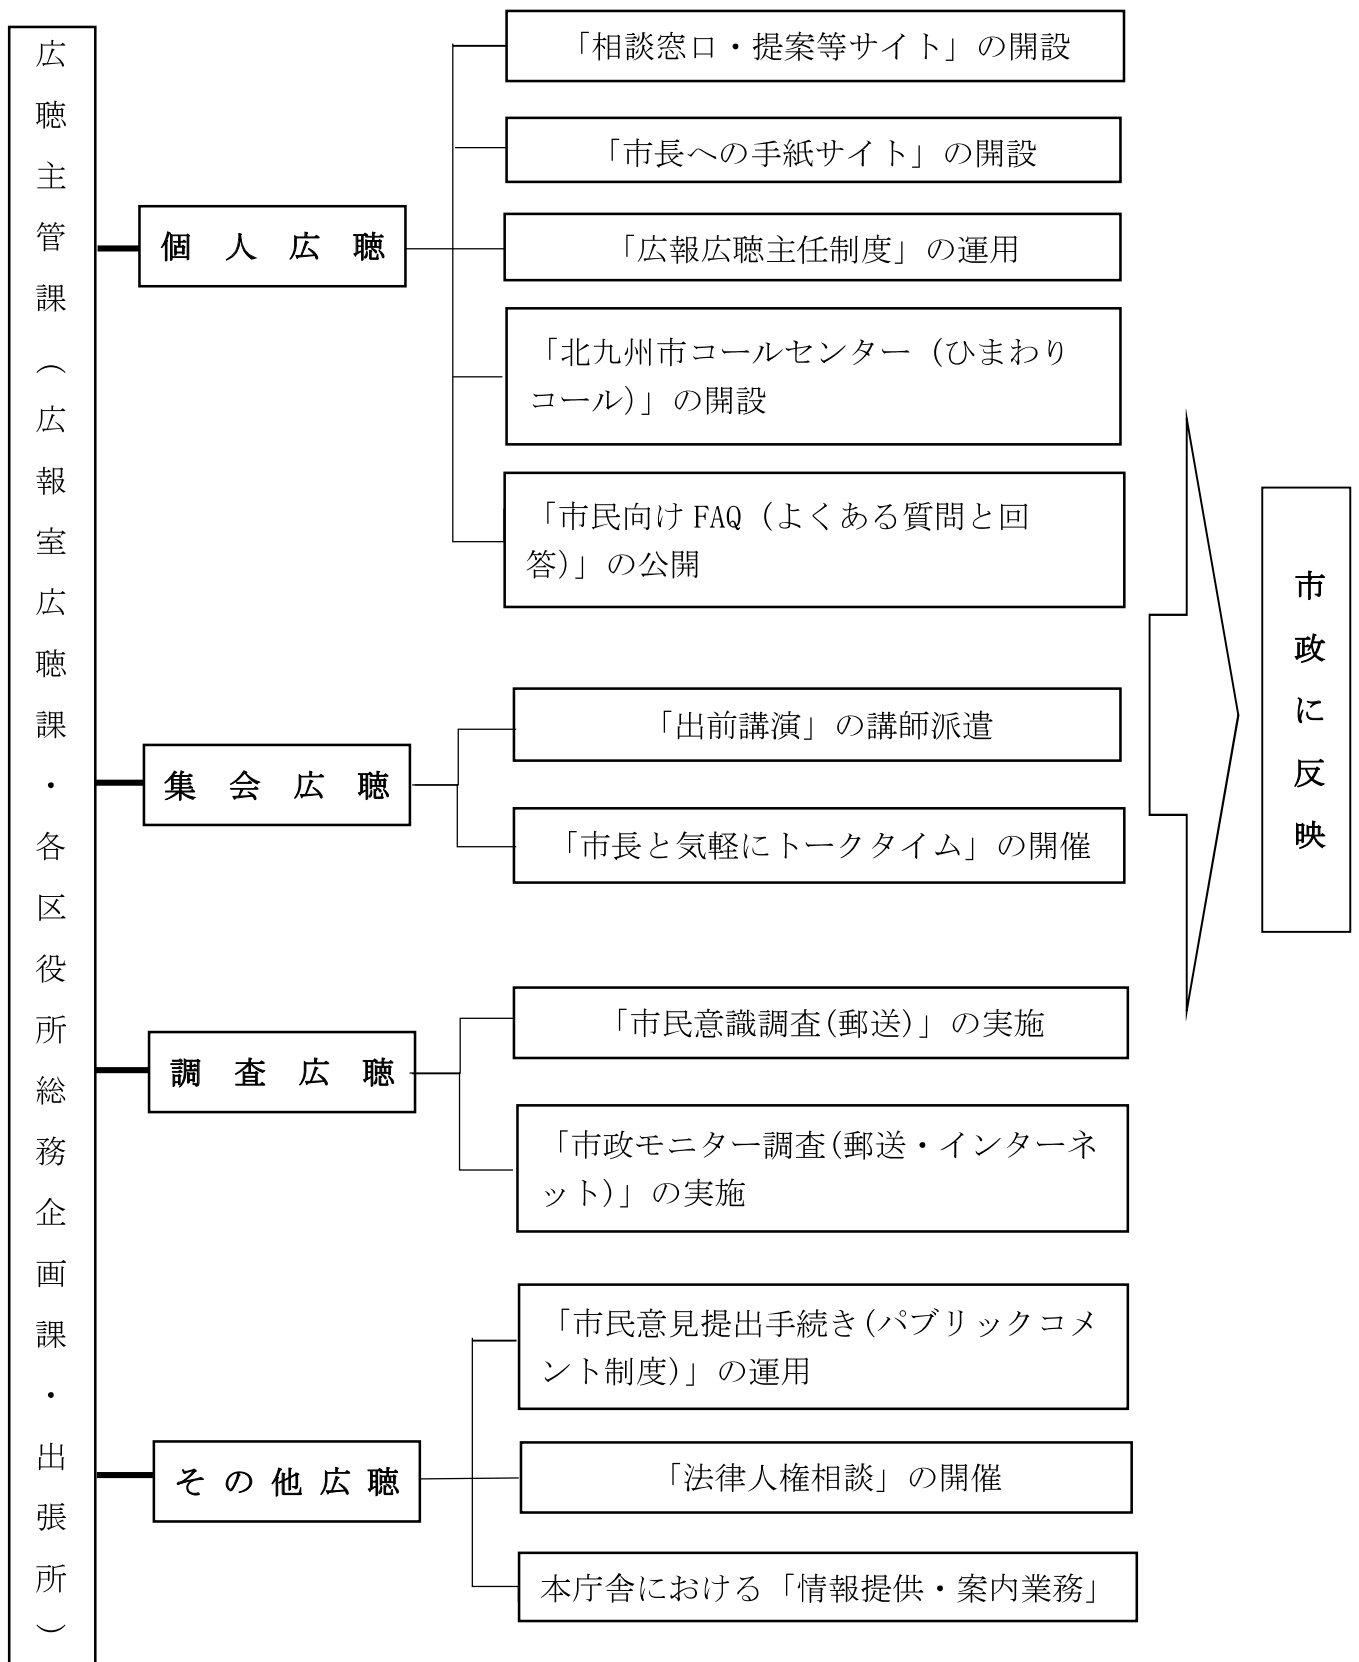 広聴主管課（広報室広聴課・各区役所総務企画課・出張所）
個人広聴
「相談窓口・提案等サイト」の開設
「市長への手紙サイト」の開設
「広報広聴主任制度」の運用
「北九州市コールセンター（ひまわり
コール）」の開設
「市民向け FAQ（よくある質問と回
答）」の公開
集会広聴
「出前講演」の講師派遣
「市長と気軽にトークタイム」の開催
調査広聴
「市民意識調査(郵送)」の実施
「市政モニター調査(郵送・インターネ
ット)」の実施
その他広聴
「市民意見提出手続き(パブリックコメ
ント制度)」の運用
「法律人権相談」の開催
本庁舎における「情報提供・案内業務」
市政に反映